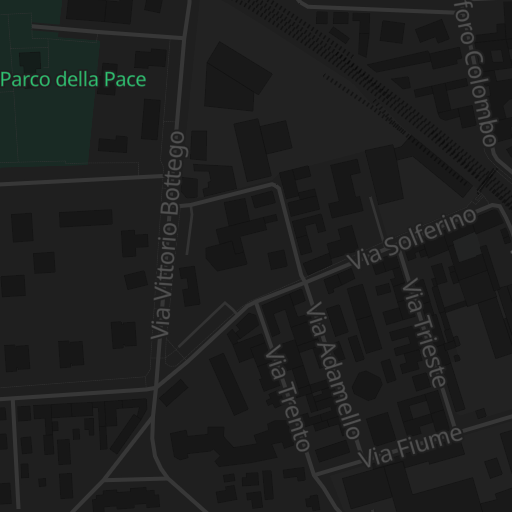 foro Colombo
Parco della Pace
Via Vittorio Bottego
Via Solferino
Via Trieste
Via Adamello
Via Trento
Via Fiume